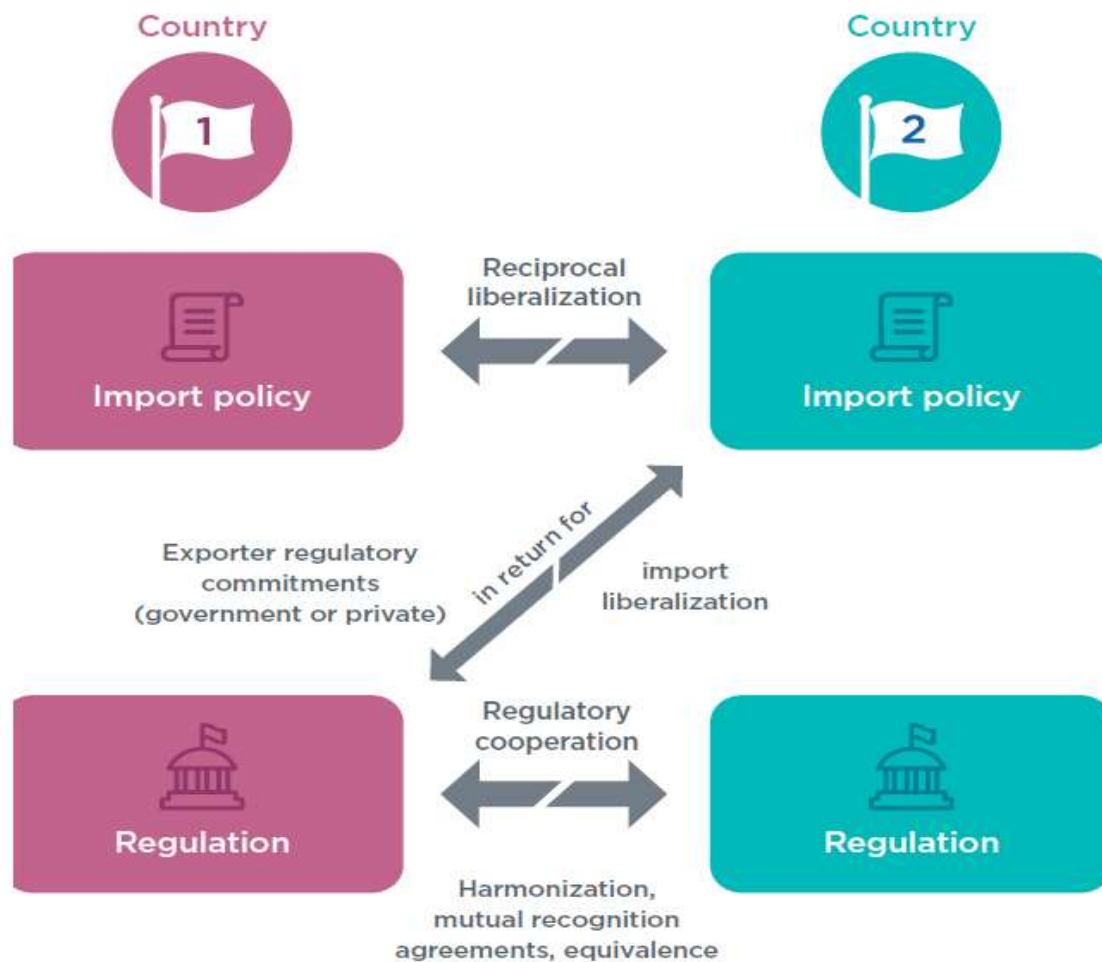 Country
Country
1
2
Reciprocal
liberalization
Import policy
Import policy
in return for
Exporter regulatory
commitments
(government or private)
import
liberalization
Regulatory
cooperation
Regulation
Regulation
Harmonization,
mutual recognition
agreements, equivalence